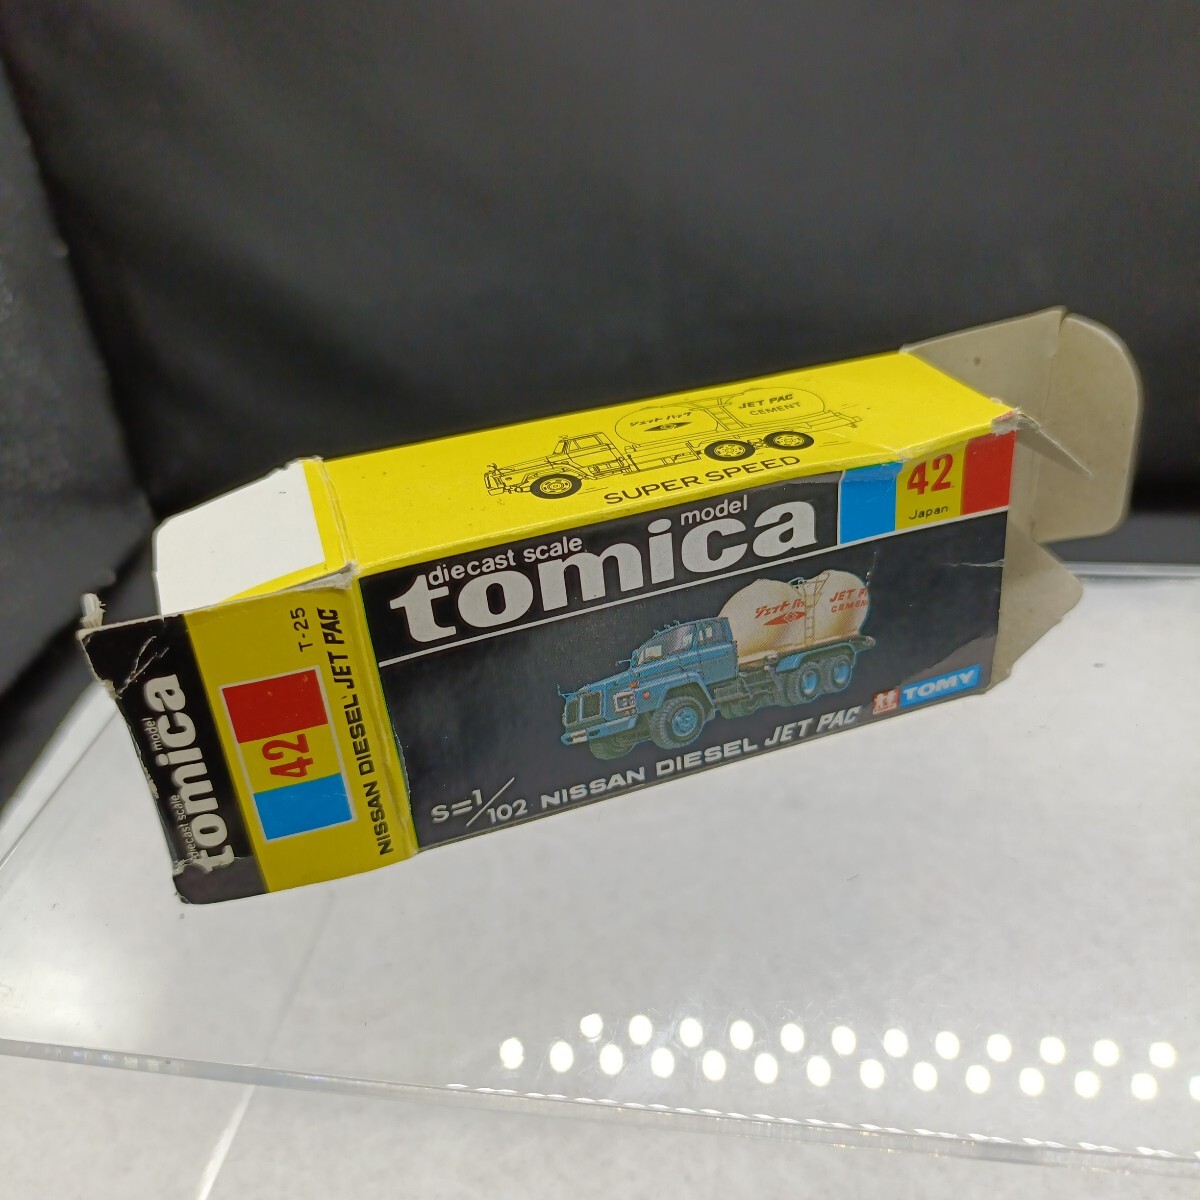 ジェットパック
JET PAC
CEMENT
SUPER SPEED
diecast scale model
tomica
42
Japan
ジェットパック
JET P
CEMEN
TOMY
S=1/102 NISSAN DIESEL JET PAC
T-25
42
NISSAN DIESEL JET PAC
diecast scale model
tomica